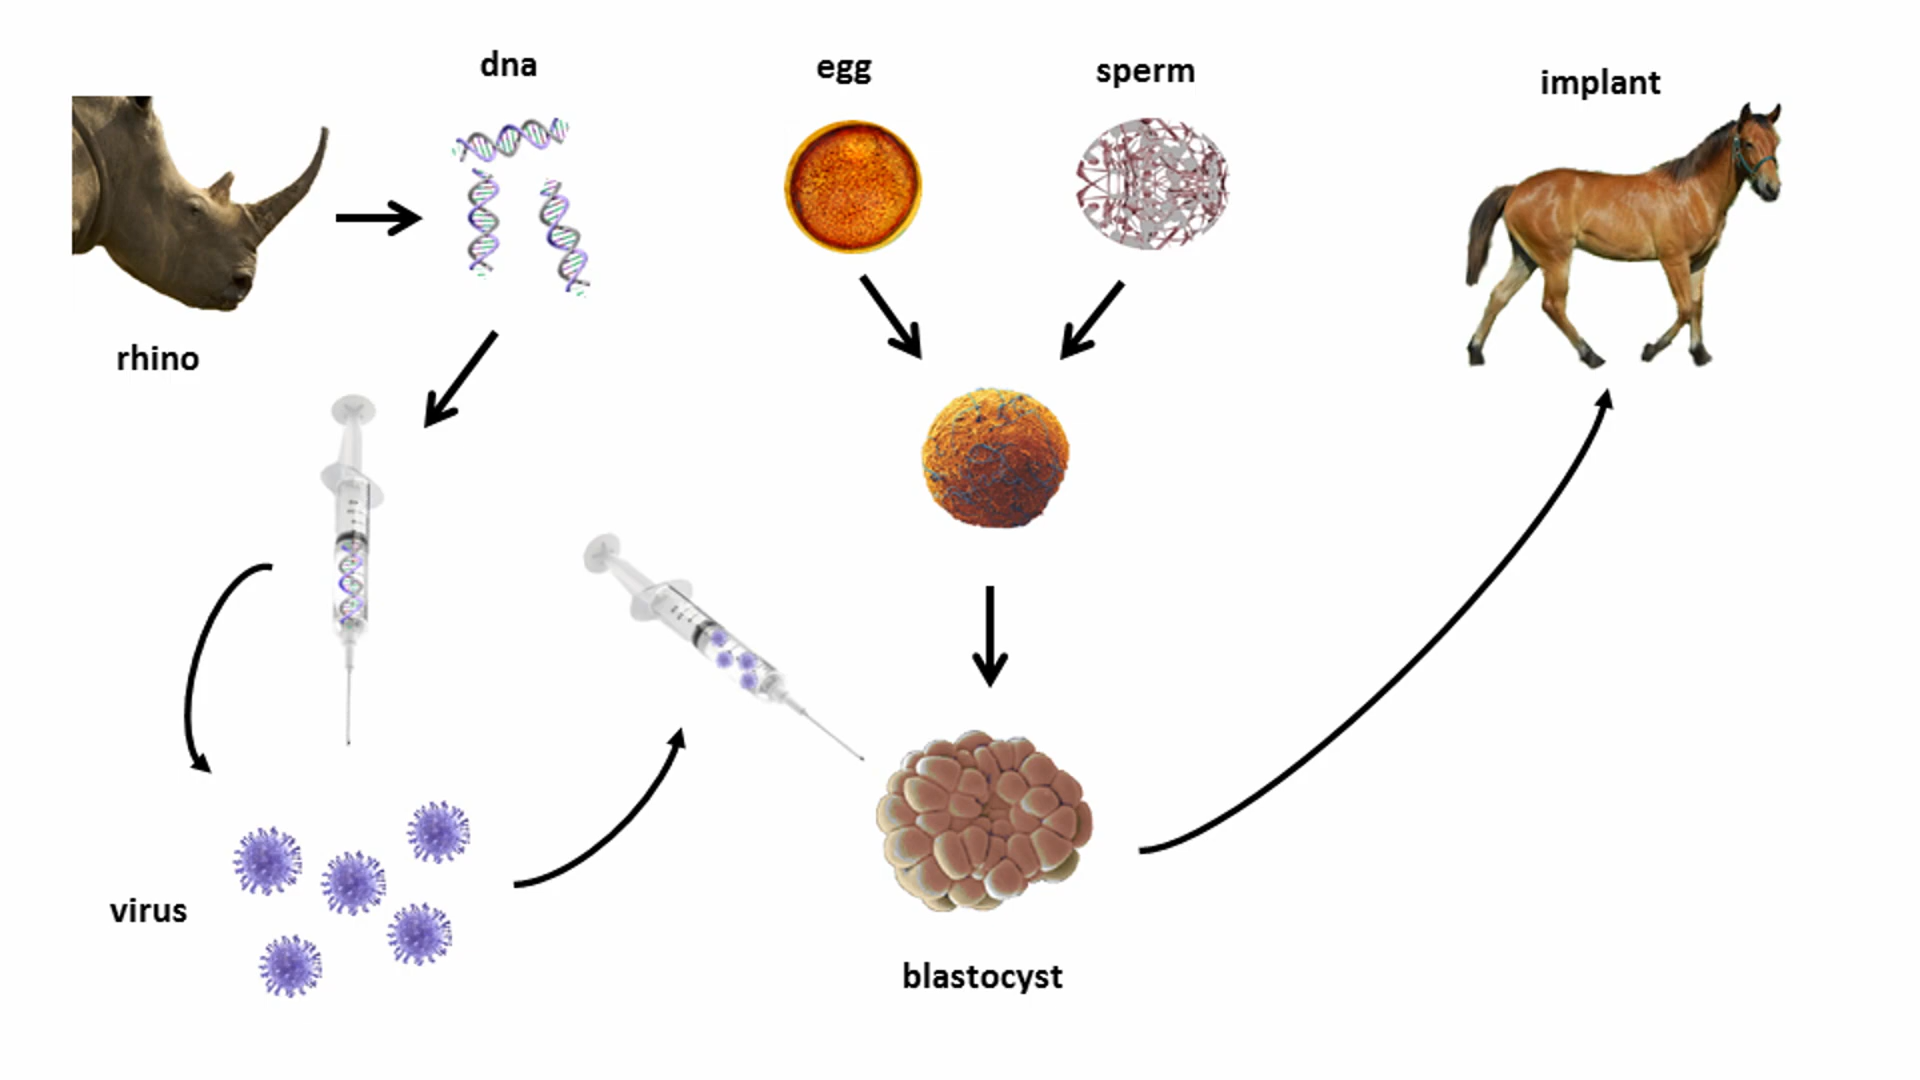 dna
egg
sperm
implant
rhino
virus
blastocyst